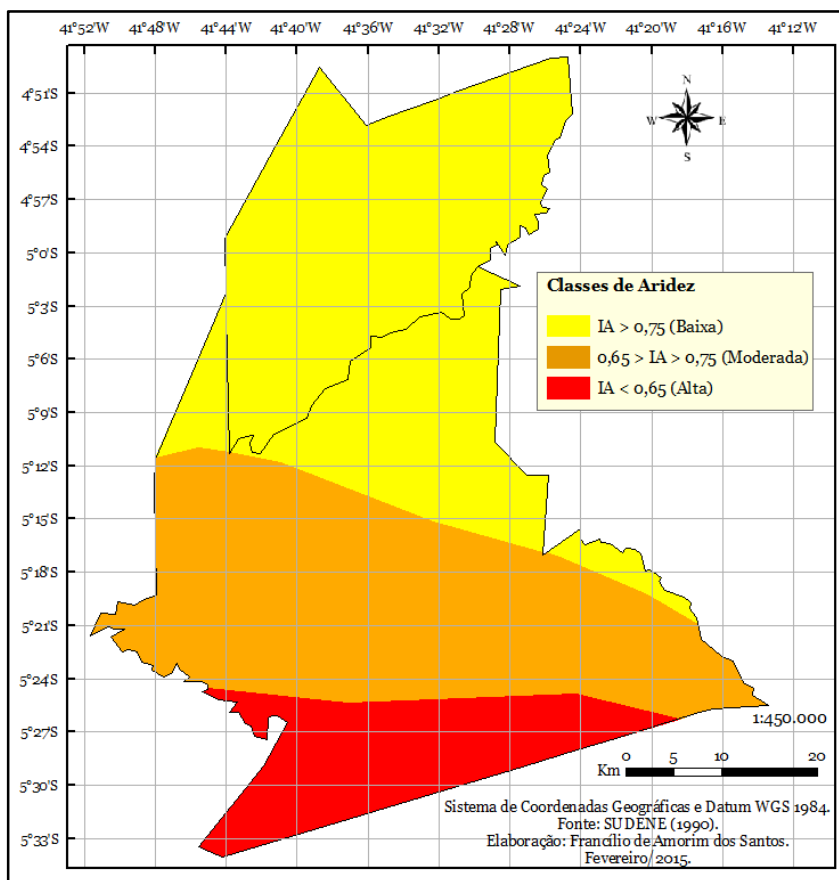 41°52'W 41°48'W 41°44'W 41°40'W 41°36'W 41°32'W 41°28'W 41°24'W 41°20'W 41°16'W 41°12'W
4°51'S
4°54'S
4°57'S
5°0'S
5°3'S
5°6'S
5°9'S
5°12'S
5°15'S
5°18'S
5°21'S
5°24'S
5°27'S
5°30'S
5°33'S
N
W E
S
Classes de Aridez
IA > 0,75 (Baixa)
0,65 > IA > 0,75 (Moderada)
IA < 0,65 (Alta)
1:450.000
0 5 10 20
Km
Sistema de Coordenadas Geográficas e Datum WGS 1984.
Fonte: SUDENE (1990).
Elaboração: Francílio de Amorim dos Santos.
Fevereiro/2015.